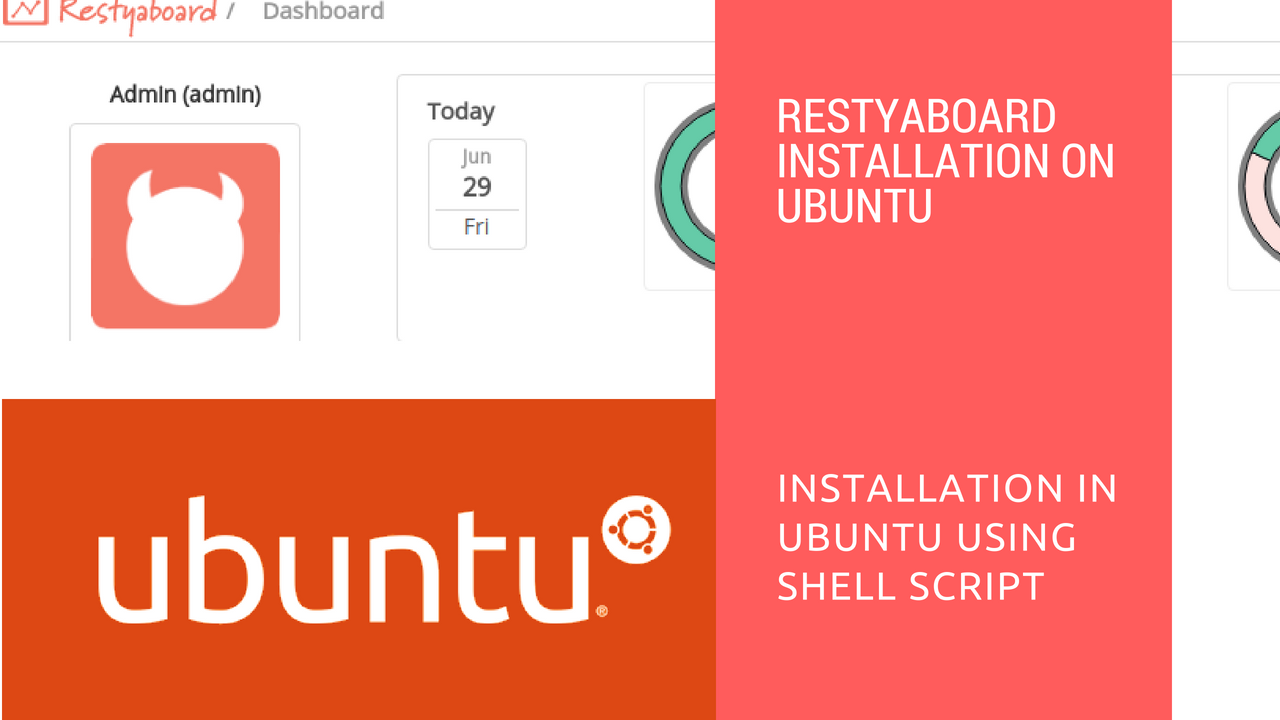 Restyaboard / Dashboard
Admin (admin)
Today
Jun
29
Fri
RESTYABOARD
INSTALLATION ON
UBUNTU
ubuntu®
INSTALLATION IN
UBUNTU USING
SHELL SCRIPT